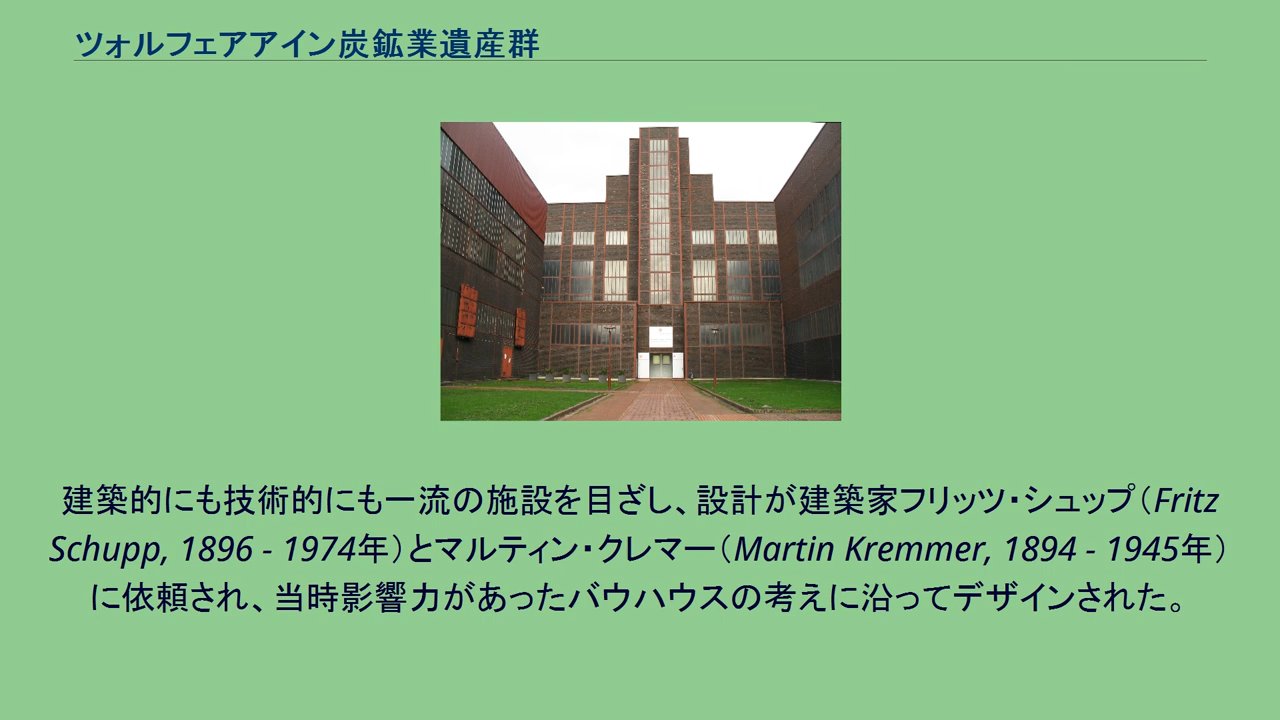 ツォルフェアアイン炭鉱業遺産群
建築的にも技術的にも一流の施設を目ざし、設計が建築家フリッツ・シュップ（Fritz
Schupp, 1896 - 1974年）とマルティン・クレマー（Martin Kremmer, 1894 - 1945年）
に依頼され、当時影響力があったバウハウスの考えに沿ってデザインされた。